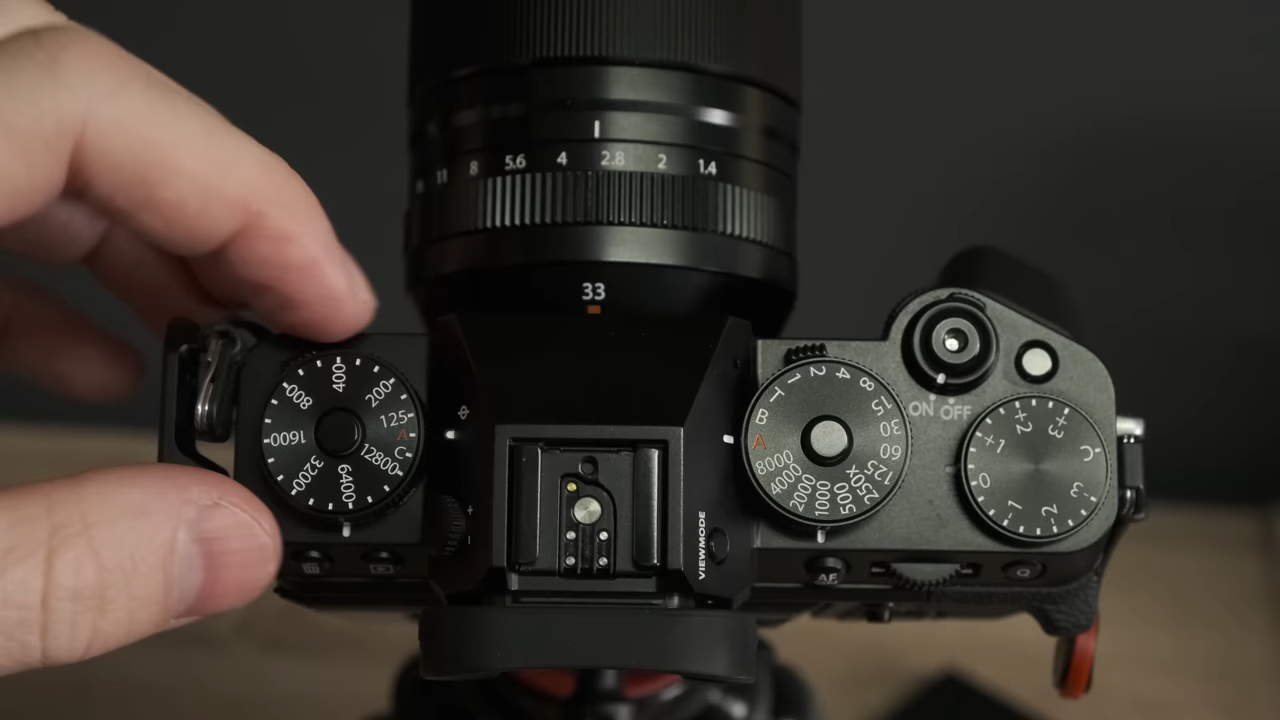 11 8 5.6 4 2.8 2 1.4
33
400 200 125 A C 12800 6400 3200 1600 800
+
-
VIEWMODE
T 1 2 4 8 15 30 60 125 250X 500 1000 2000 4000 8000 A B
ON OFF
C 3 2 1 0 +1 +2 +3
AF
Q